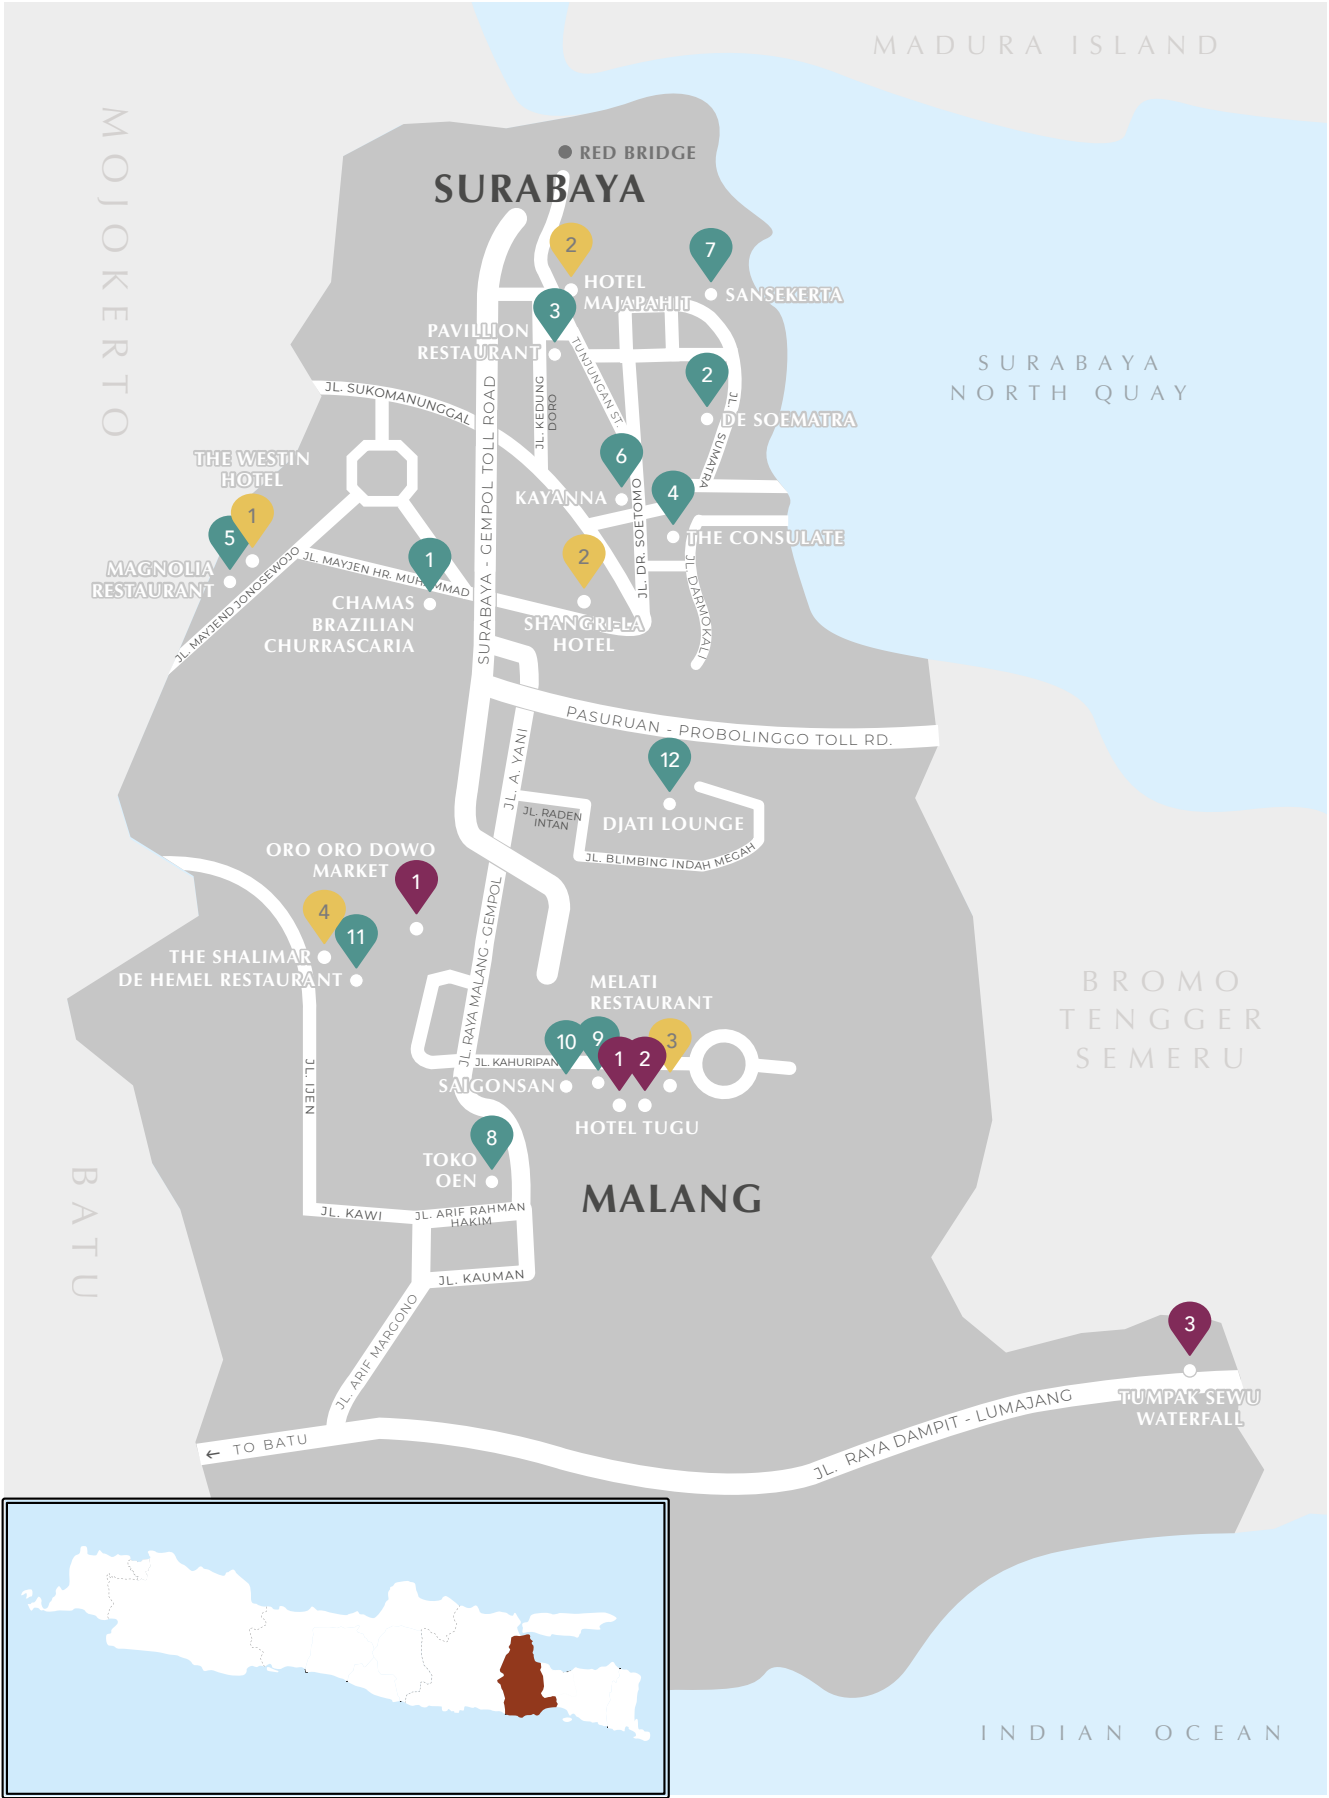 MADURA ISLAND
MOJOKERTO
RED BRIDGE
SURABAYA
2
7
HOTEL
MAJAPAHIT
SANSEKERTA
3
PAVILLION
RESTAURANT
TUNJUNGAN ST.
SURABAYA
NORTH QUAY
2
DE SOEMATRA
JL. SUMATRA
JL. SUKOMANUNGGAL
SURABAYA - GEMPOL TOLL ROAD
JL. KEDUNG
DORO
THE WESTIN
HOTEL
6
KAYANNA
4
THE CONSULATE
JL. DR. SOETOMO
JL. DARMOKALI
1
5
MAGNOLIA
RESTAURANT
JL. MAYJEND JONOSEWOJO
JL. MAYJEN HR. MUHAMMAD
1
CHAMAS
BRAZILIAN
CHURRASCARIA
2
SHANGRI-LA
HOTEL
PASURUAN - PROBOLINGGO TOLL RD.
JL. A. YANI
12
DJATI LOUNGE
JL. RADEN
INTAN
JL. BLIMBING INDAH MEGAH
ORO ORO DOWO
MARKET
1
4
11
THE SHALIMAR
DE HEMEL RESTAURANT
JL. RAYA MALANG - GEMPOL
MELATI
RESTAURANT
10
9
1
2
3
JL. KAHURIPAN
SAIGONSAN
HOTEL TUGU
JL. IJEN
8
TOKO
OEN
MALANG
JL. KAWI
JL. ARIF RAHMAN
HAKIM
JL. KAUMAN
JL. ARIF MARGONO
BROMO
TENGGER
SEMERU
BATU
3
TUMPAK SEWU
WATERFALL
JL. RAYA DAMPIT - LUMAJANG
← TO BATU
INDIAN OCEAN